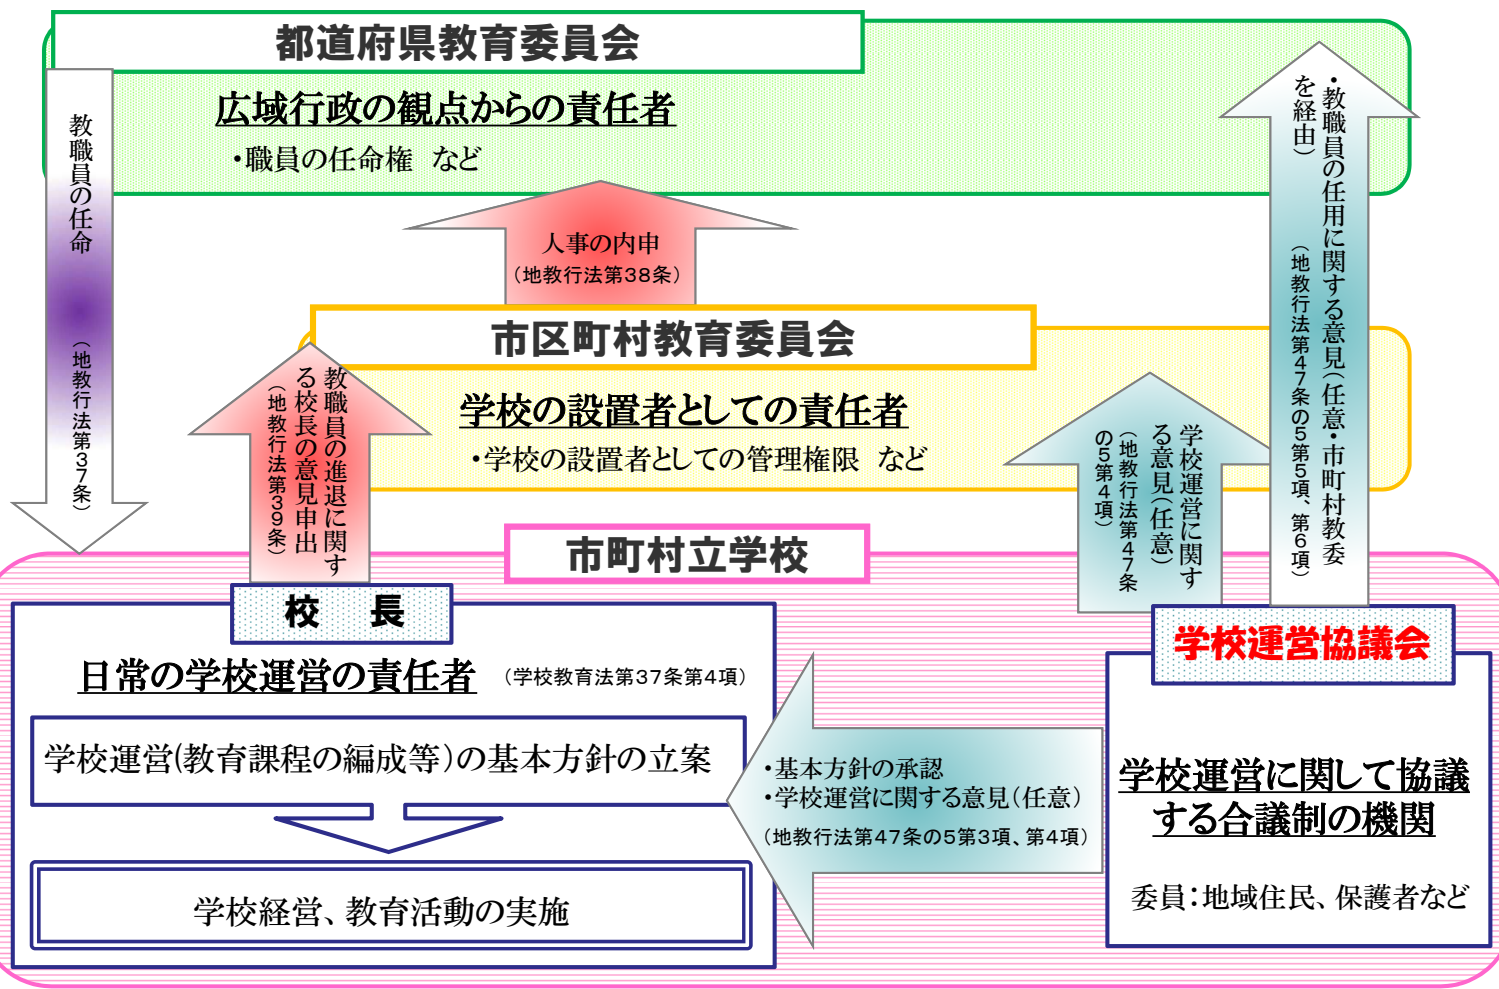 都道府県教育委員会
広域行政の観点からの責任者
・職員の任命権　など
教職員の任命
（地教行法第37条）
・教職員の任用に関する意見（任意・市町村教委
を経由）
（地教行法第47条の5第5項、第6項）
人事の内申
（地教行法第38条）
市区町村教育委員会
学校の設置者としての責任者
・学校の設置者としての管理権限　など
教職員の進退に関す
る校長の意見申出
（地教行法第39条）
学校運営に関す
る意見（任意）
（地教行法第47条
の5第4項）
市町村立学校
校　長
日常の学校運営の責任者　（学校教育法第37条第4項）
学校運営(教育課程の編成等)の基本方針の立案
学校経営、教育活動の実施
・基本方針の承認
・学校運営に関する意見（任意）
（地教行法第47条の5第3項、第4項）
学校運営協議会
学校運営に関して協議
する合議制の機関
委員：地域住民、保護者など